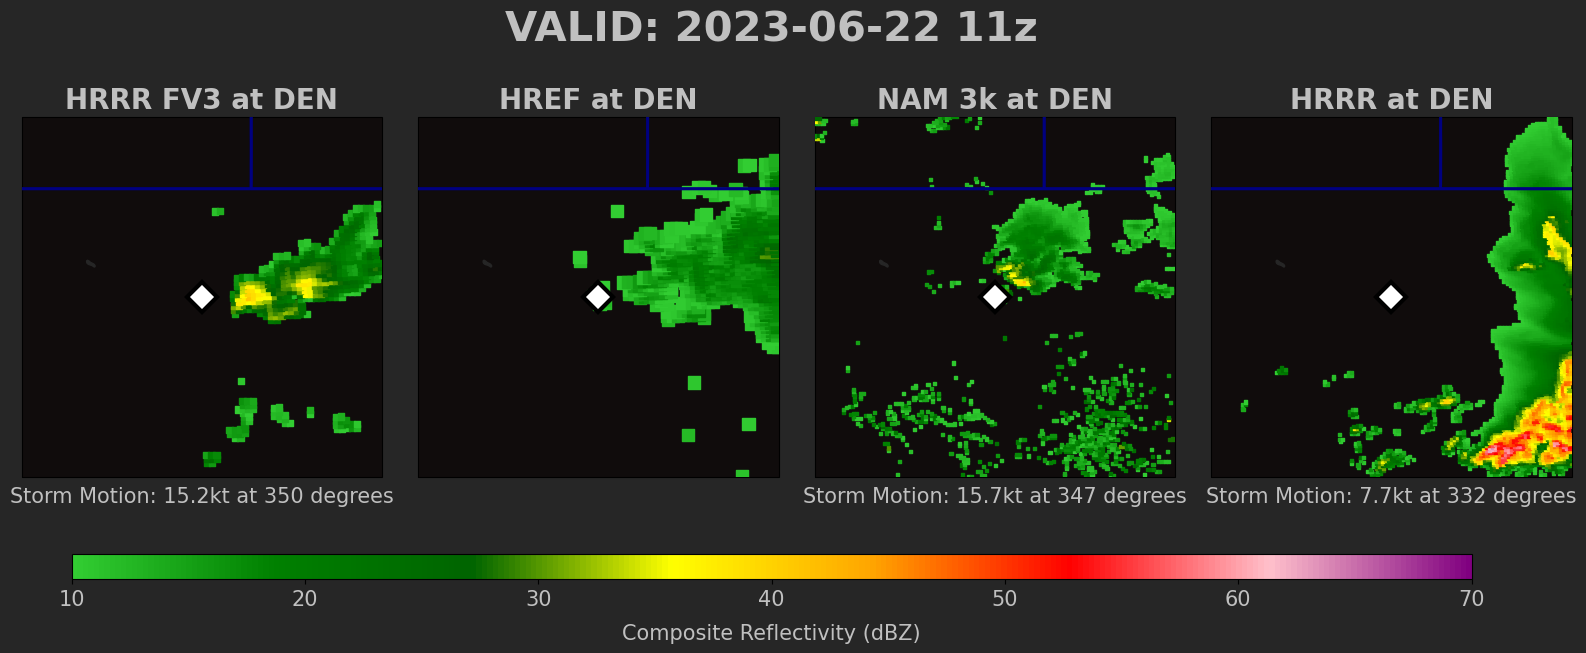 VALID: 2023-06-22 11z
HRRR FV3 at DEN
HREF at DEN
NAM 3k at DEN
HRRR at DEN
Storm Motion: 15.2kt at 350 degrees
Storm Motion: 15.7kt at 347 degrees
Storm Motion: 7.7kt at 332 degrees
10 20 30 40 50 60 70
Composite Reflectivity (dBZ)